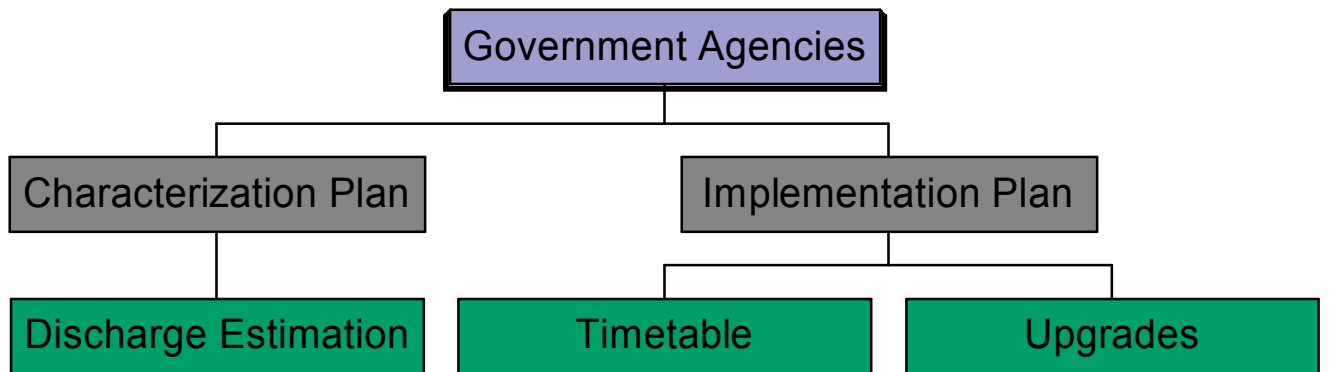 Government Agencies
Characterization Plan
Implementation Plan
Discharge Estimation
Timetable
Upgrades